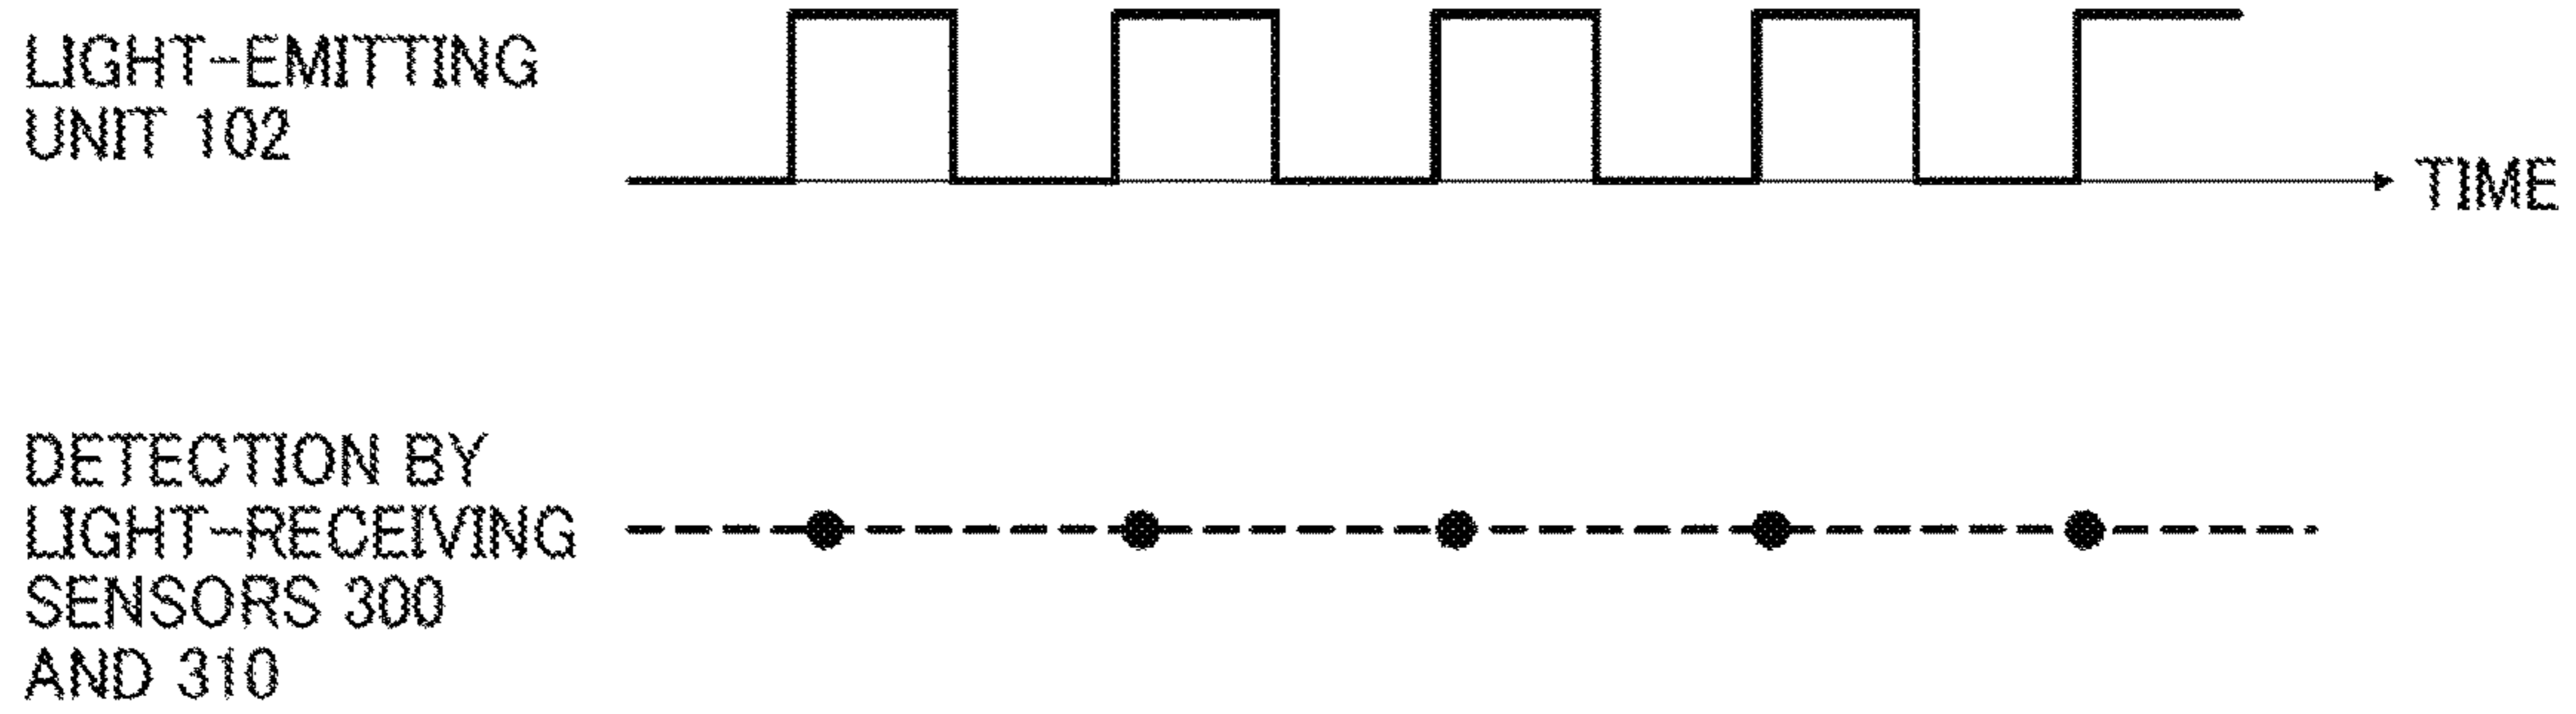 LIGHT-EMITTING
UNIT 102
TIME
DETECTION BY
LIGHT-RECEIVING
SENSORS 300
AND 310